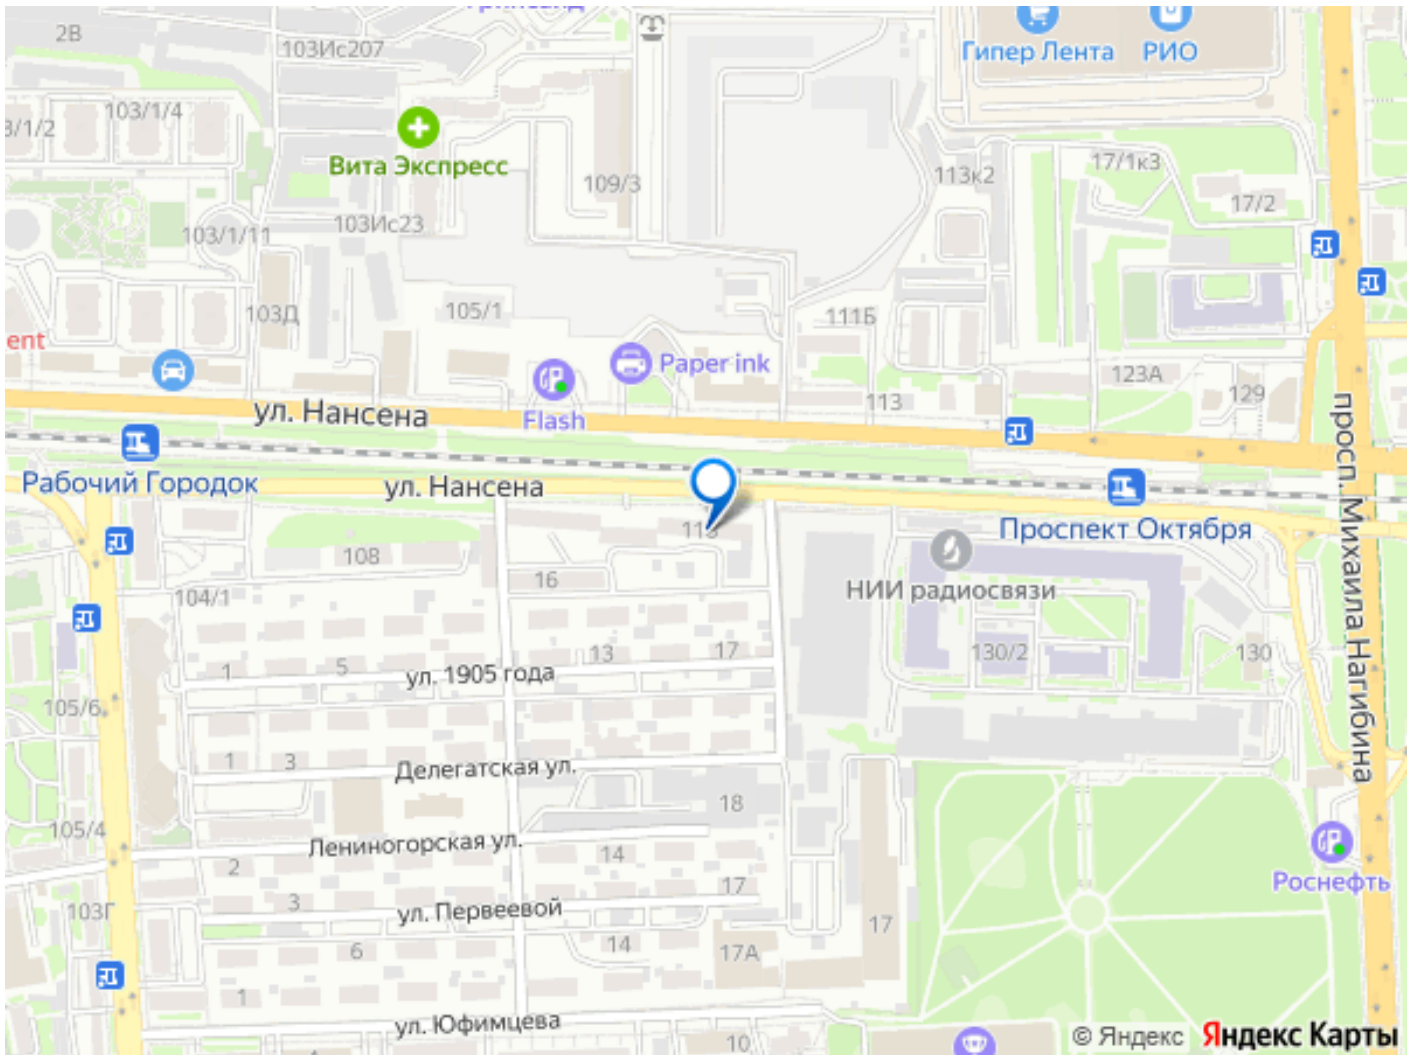 2В
103Ис207
Гипер Лента
РИО
103/1/4
3/1/2
Вита Экспресс
109/3
113к2
17/1к3
17/2
103Ис23
103/1/11
103Д
105/1
111Б
ent
Paper ink
123А
129
113
Flash
ул. Нансена
просп. Михаила Нагибина
Рабочий Городок
ул. Нансена
Проспект Октября
108
16
НИИ радиосвязи
104/1
130/2
130
1
5
ул. 1905 года
13
17
105/6
1
3
Делегатская ул.
18
105/4
Лениногорская ул.
2
14
Роснефть
103Г
3
ул. Первеевой
17
17
6
14
17А
1
ул. Юфимцева
10
© Яндекс Яндекс Карты